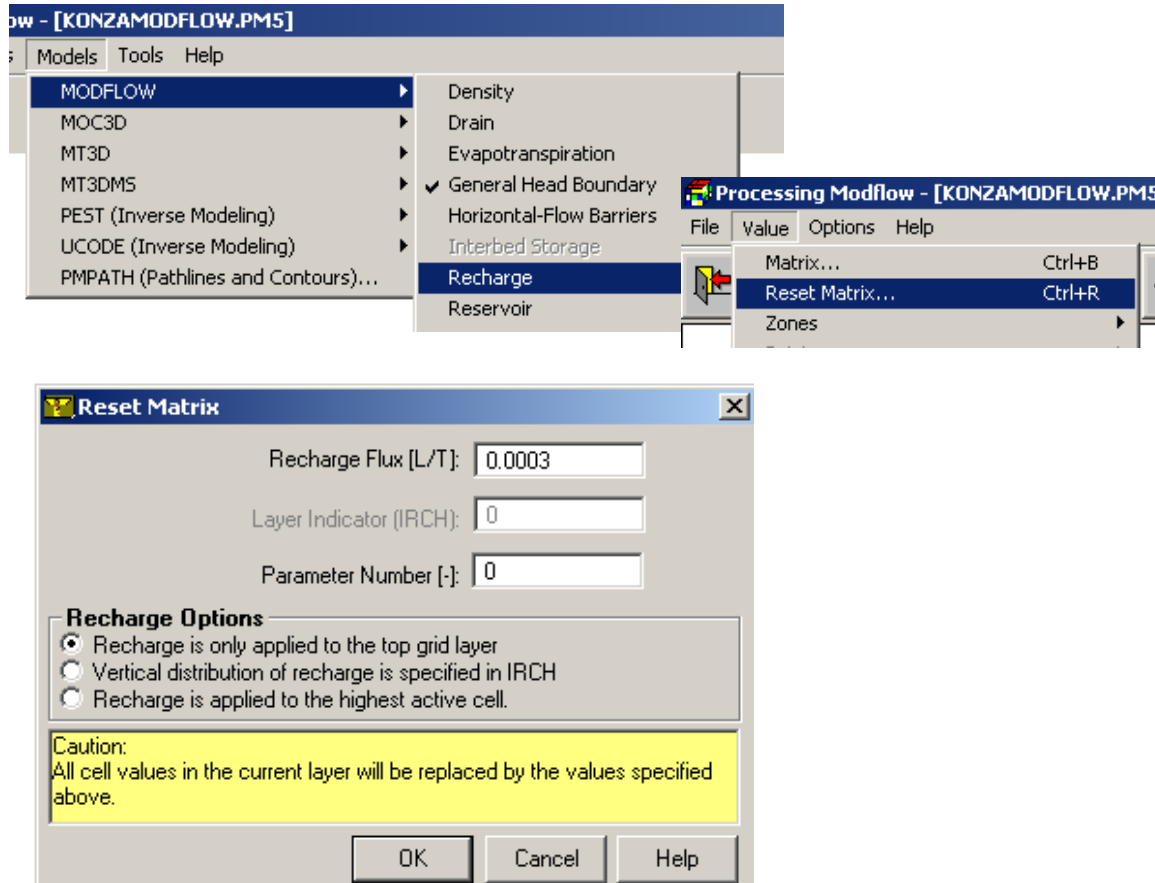 ow - [KONZAMODFLOW.PM5]
Models Tools Help
MODFLOW
MOC3D
MT3D
MT3DMS
PEST (Inverse Modeling)
UCODE (Inverse Modeling)
PMPATH (Pathlines and Contours)...
Density
Drain
Evapotranspiration
General Head Boundary
Horizontal-Flow Barriers
Interbed Storage
Recharge
Reservoir
Processing Modflow - [KONZAMODFLOW.PM5
File Value Options Help
Matrix... Ctrl+B
Reset Matrix... Ctrl+R
Zones
Reset Matrix
Recharge Flux [L/T]: 0.0003
Layer Indicator (IRCH): 0
Parameter Number [-]: 0
Recharge Options
Recharge is only applied to the top grid layer
Vertical distribution of recharge is specified in IRCH
Recharge is applied to the highest active cell.
Caution:
All cell values in the current layer will be replaced by the values specified
above.
OK Cancel Help